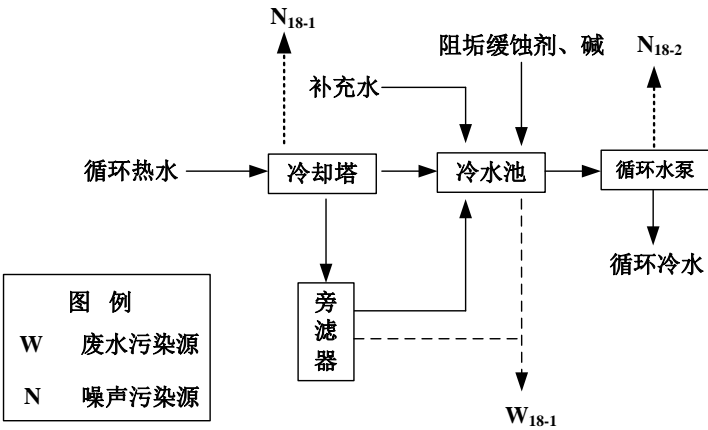 N18-1
阻垢缓蚀剂、碱
N18-2
补充水
循环热水
冷却塔
冷水池
循环水泵
循环冷水
旁滤器
图 例
W 废水污染源
N 噪声污染源
W18-1